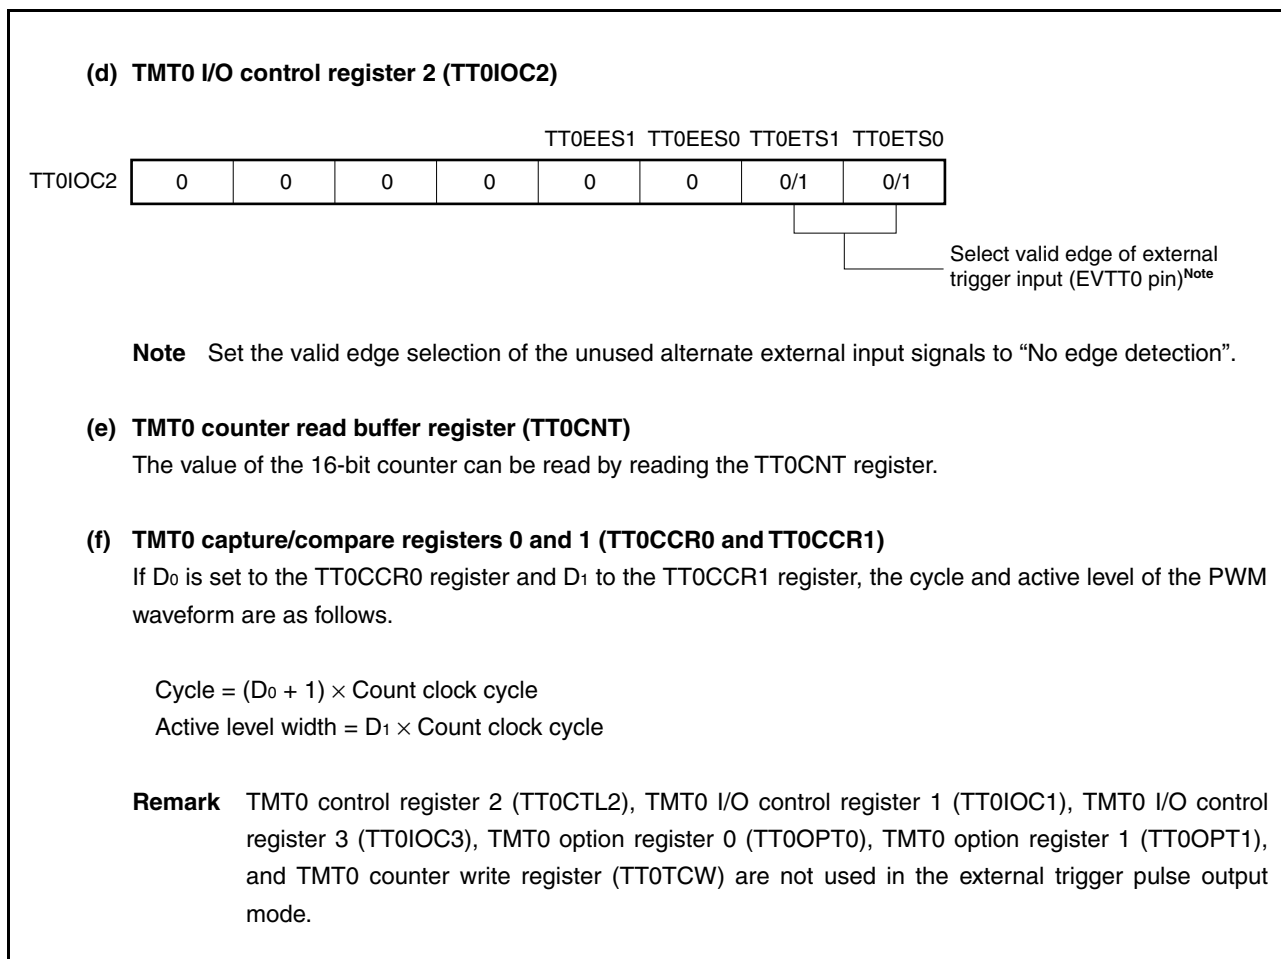 (d) TMT0 I/O control register 2 (TT0IOC2)
TT0EES1 TT0EES0 TT0ETS1 TT0ETS0
TT0IOC2 0 0 0 0 0 0 0/1 0/1
Select valid edge of external
trigger input (EVTT0 pin)Note
Note Set the valid edge selection of the unused alternate external input signals to “No edge detection”.
(e) TMT0 counter read buffer register (TT0CNT)
The value of the 16-bit counter can be read by reading the TT0CNT register.
(f) TMT0 capture/compare registers 0 and 1 (TT0CCR0 and TT0CCR1)
If D0 is set to the TT0CCR0 register and D1 to the TT0CCR1 register, the cycle and active level of the PWM
waveform are as follows.
Cycle = (D0 + 1) × Count clock cycle
Active level width = D1 × Count clock cycle
Remark TMT0 control register 2 (TT0CTL2), TMT0 I/O control register 1 (TT0IOC1), TMT0 I/O control
register 3 (TT0IOC3), TMT0 option register 0 (TT0OPT0), TMT0 option register 1 (TT0OPT1),
and TMT0 counter write register (TT0TCW) are not used in the external trigger pulse output
mode.